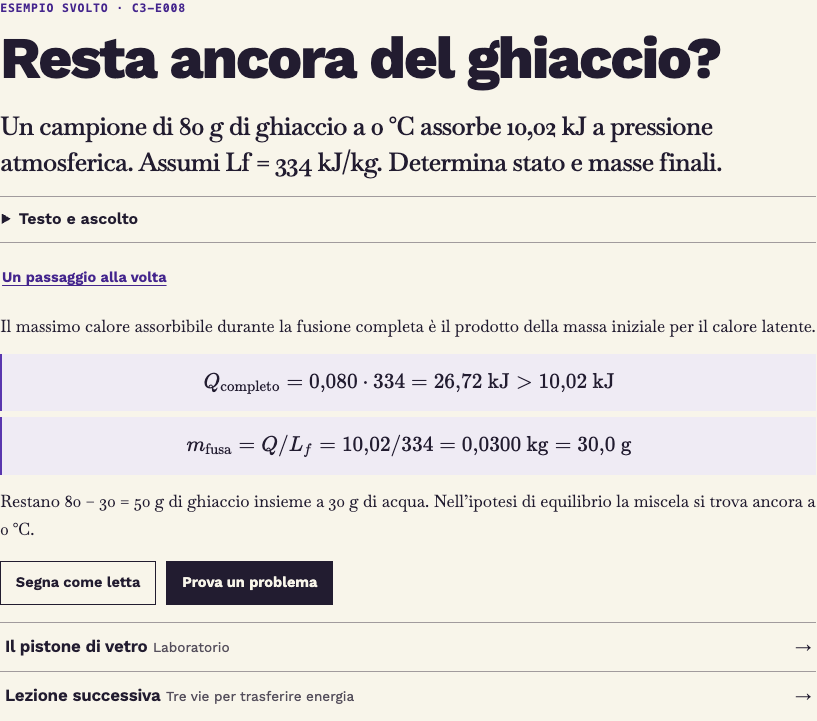 ESEMPIO SVOLTO · C3-E008
Resta ancora del ghiaccio?
Un campione di 80 g di ghiaccio a 0 °C assorbe 10,02 kJ a pressione
atmosferica. Assumi Lf = 334 kJ/kg. Determina stato e masse finali.
▶ Testo e ascolto
Un passaggio alla volta
Il massimo calore assorbibile durante la fusione completa è il prodotto della massa iniziale per il calore latente.
Q_completo = 0,080 · 334 = 26,72 kJ > 10,02 kJ
m_fusa = Q/L_f = 10,02/334 = 0,0300 kg = 30,0 g
Restano 80 − 30 = 50 g di ghiaccio insieme a 30 g di acqua. Nell’ipotesi di equilibrio la miscela si trova ancora a
0 °C.
Segna come letta Prova un problema
Il pistone di vetro Laboratorio →
Lezione successiva Tre vie per trasferire energia →